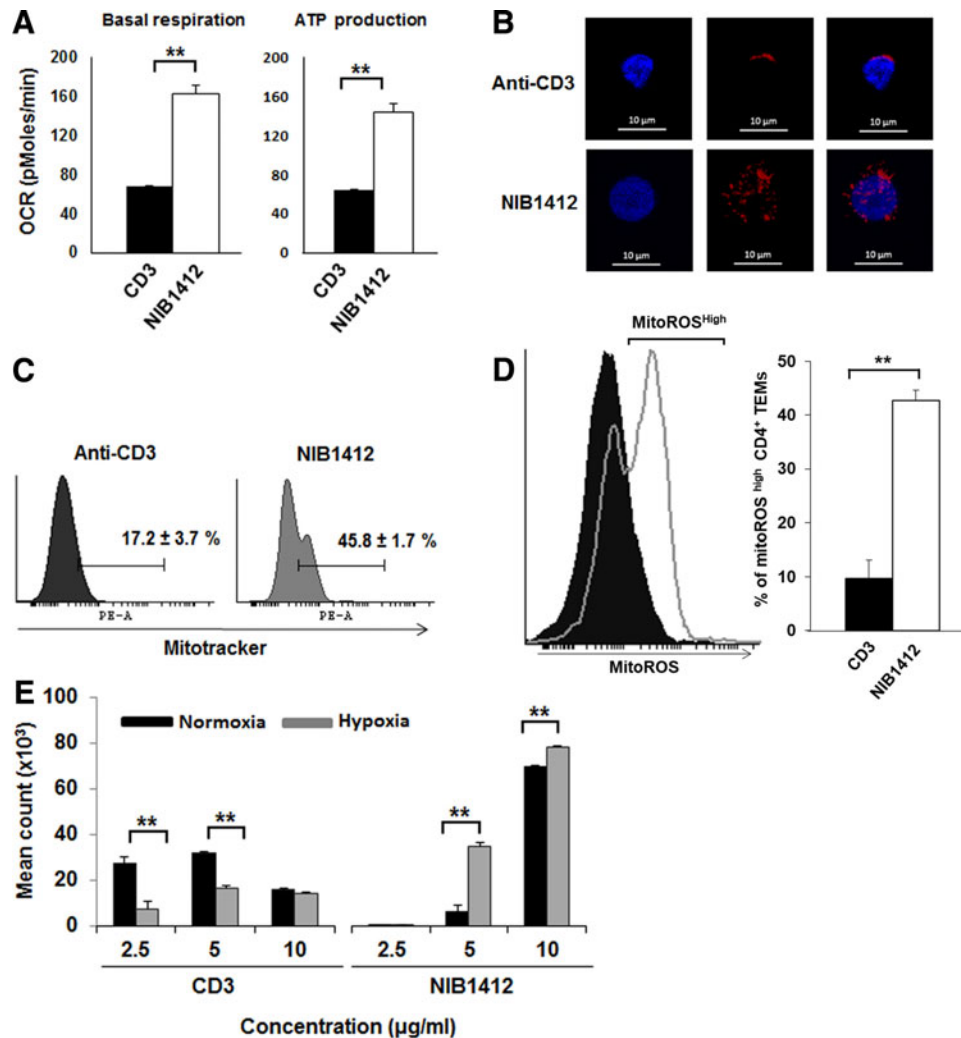 A
Basal respiration
ATP production
OCR (pMoles/min)
200
160
120
80
40
0
**
CD3
NIB1412
200
160
120
80
40
0
**
CD3
NIB1412
B
Anti-CD3
10 µm
10 µm
10 µm
NIB1412
10 µm
10 µm
10 µm
C
Anti-CD3
17.2 ± 3.7 %
PE-A
NIB1412
45.8 ± 1.7 %
PE-A
Mitotracker
D
MitoROSHigh
MitoROS
% of mitoROS high CD4+ TEMs
50
40
30
20
10
0
**
CD3
NIB1412
E
Mean count (x10³)
100
80
60
40
20
0
Normoxia
Hypoxia
**
**
**
**
2.5
5
10
2.5
5
10
CD3
NIB1412
Concentration (µg/ml)